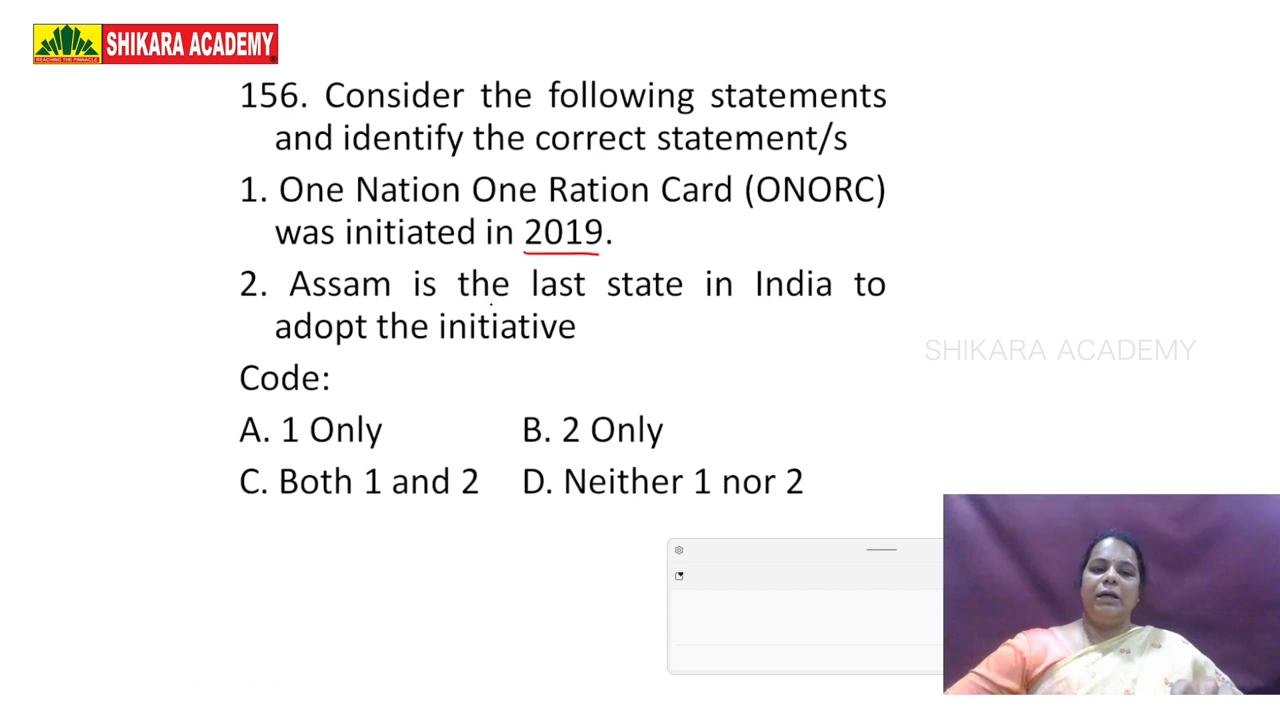 SHIKARA ACADEMY
REACHING THE PINNACLE
156. Consider the following statements
and identify the correct statement/s
1. One Nation One Ration Card (ONORC)
was initiated in 2019.
2. Assam is the last state in India to
adopt the initiative
SHIKARA ACADEMY
Code:
A. 1 Only B. 2 Only
C. Both 1 and 2 D. Neither 1 nor 2